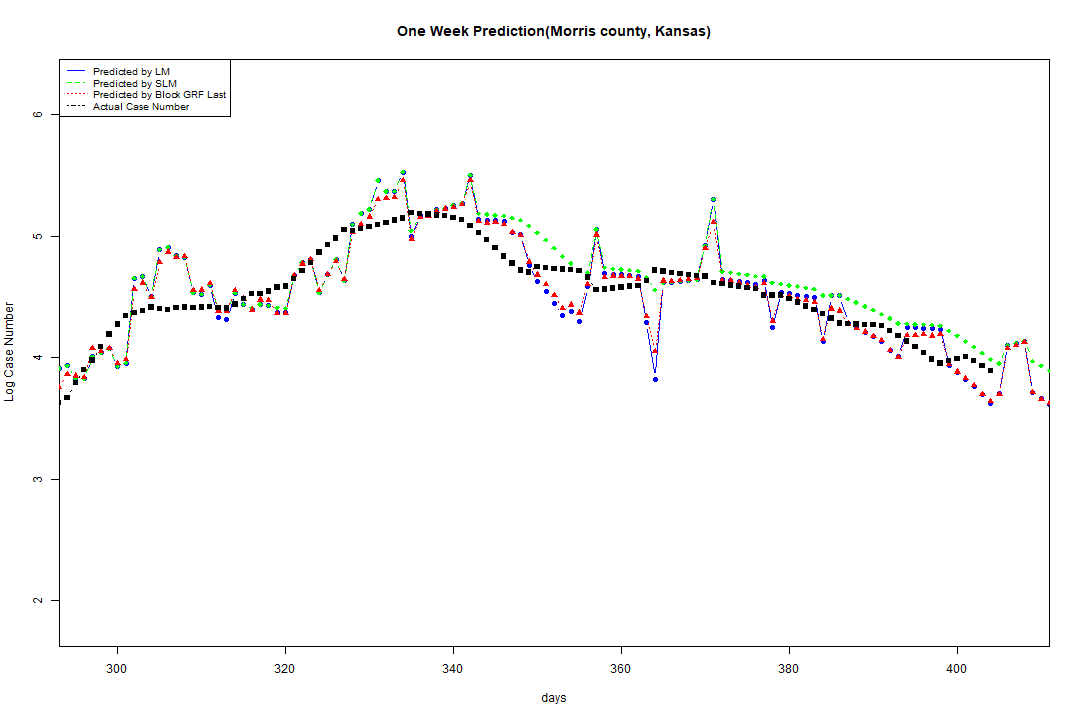 One Week Prediction(Morris county, Kansas)
Predicted by LM
Predicted by SLM
Predicted by Block GRF Last
Actual Case Number
6
5
4
3
2
Log Case Number
300 320 340 360 380 400
days